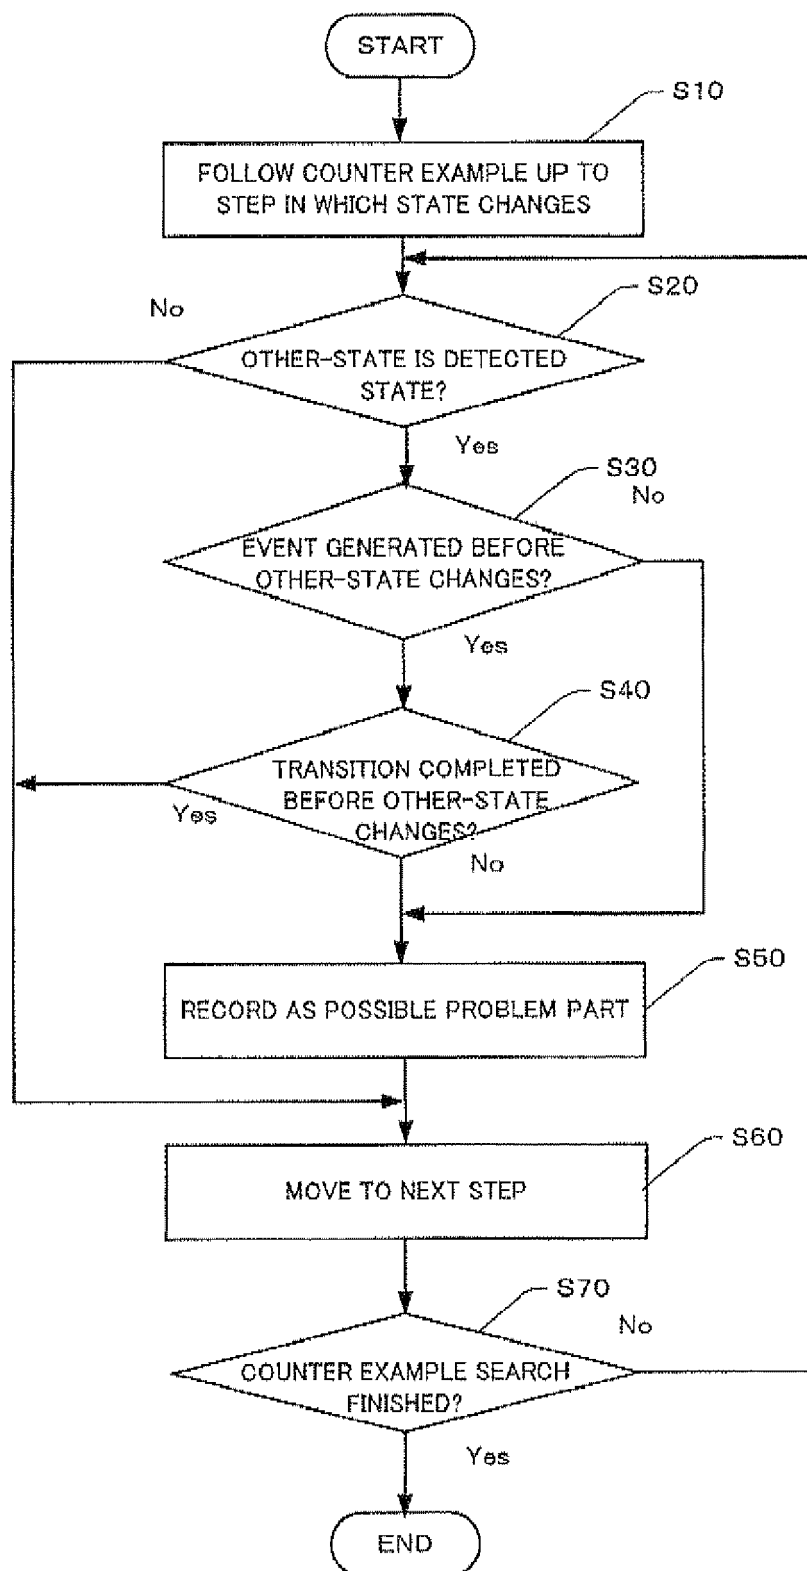 START
S10
FOLLOW COUNTER EXAMPLE UP TO
STEP IN WHICH STATE CHANGES
S20
No
OTHER-STATE IS DETECTED
STATE?
Yes
S30
No
EVENT GENERATED BEFORE
OTHER-STATE CHANGES?
Yes
S40
TRANSITION COMPLETED
BEFORE OTHER-STATE
CHANGES?
Yes
No
S50
RECORD AS POSSIBLE PROBLEM PART
S60
MOVE TO NEXT STEP
S70
No
COUNTER EXAMPLE SEARCH
FINISHED?
Yes
END